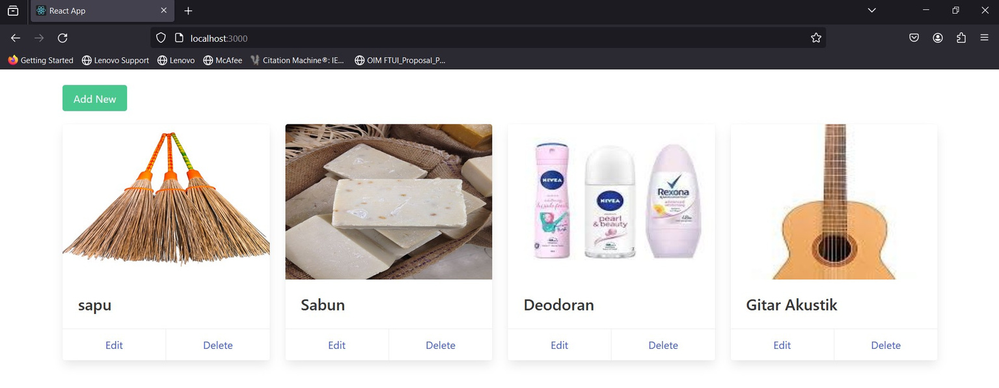 React App
localhost:3000
Getting Started Lenovo Support Lenovo McAfee Citation Machine®: IE... OIM FTUI_Proposal_P...
Add New
NIVEA
NIVEA
pearl
& beauty
Rexona
48h
sapu Sabun Deodoran Gitar Akustik
Edit Delete Edit Delete Edit Delete Edit Delete